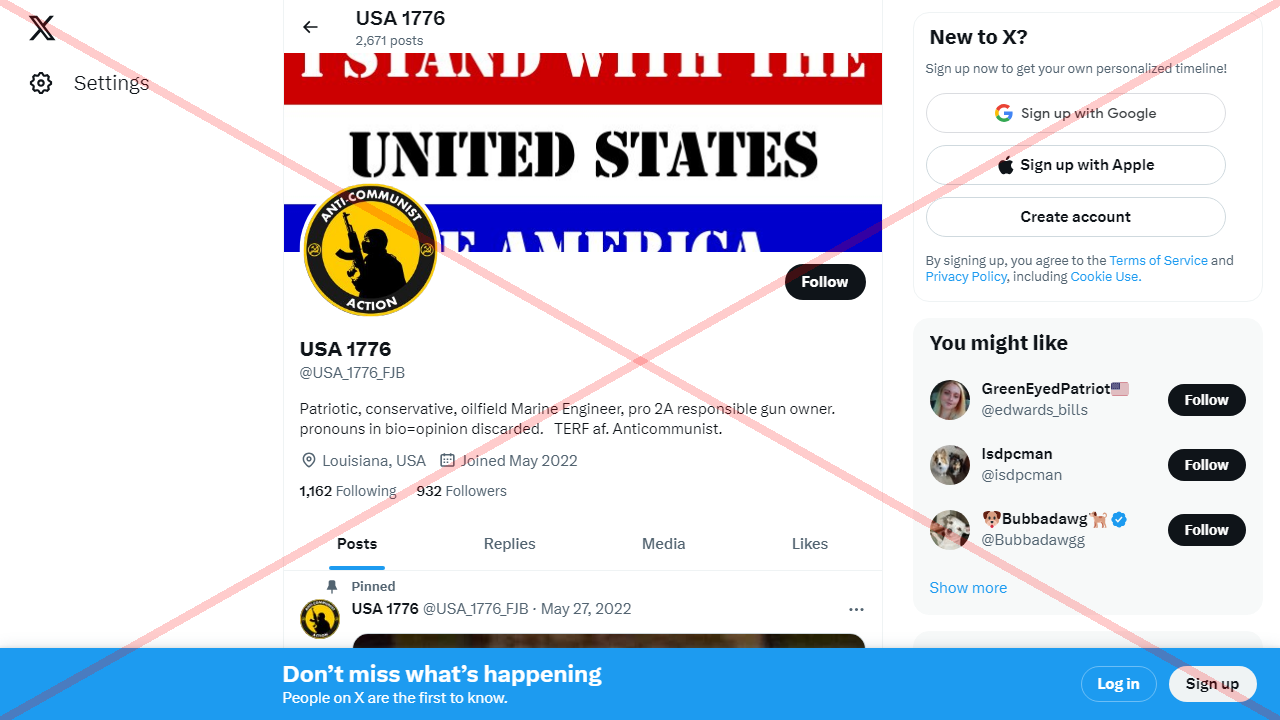 USA 1776
2,671 posts
Settings
I STAND WITH THE
UNITED STATES
E AMERICA
ANTI-COMMUNIST
ACTION
Follow
USA 1776
@USA_1776_FJB
Patriotic, conservative, oilfield Marine Engineer, pro 2A responsible gun owner.
pronouns in bio=opinion discarded. TERF af. Anticommunist.
Louisiana, USA Joined May 2022
1,162 Following 932 Followers
Posts Replies Media Likes
Pinned
USA 1776 @USA_1776_FJB · May 27, 2022
New to X?
Sign up now to get your own personalized timeline!
Sign up with Google
Sign up with Apple
Create account
By signing up, you agree to the Terms of Service and
Privacy Policy, including Cookie Use.
You might like
GreenEyedPatriot
@edwards_bills
Follow
Isdpcman
@isdpcman
Follow
Bubbadawg
@Bubbadawgg
Follow
Show more
Don’t miss what’s happening
People on X are the first to know.
Log in
Sign up